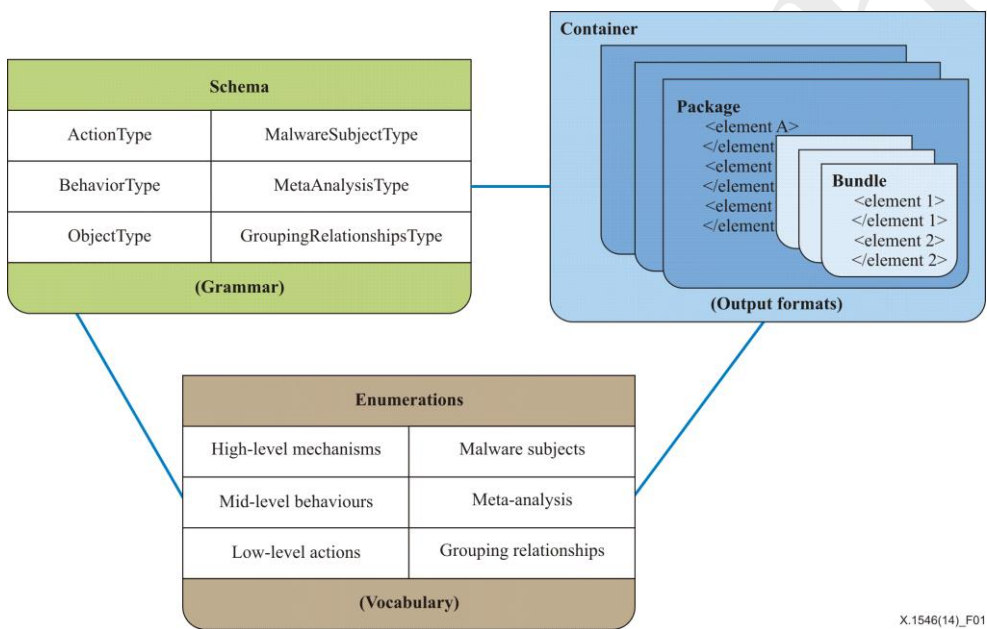 Schema
ActionType MalwareSubjectType
BehaviorType MetaAnalysisType
ObjectType GroupingRelationshipsType
(Grammar)
Container
Package
<element A>
</element
<element
</element
<element
</element
Bundle
<element 1>
</element 1>
<element 2>
</element 2>
(Output formats)
Enumerations
High-level mechanisms Malware subjects
Mid-level behaviours Meta-analysis
Low-level actions Grouping relationships
(Vocabulary)
X.1546(14)_F01